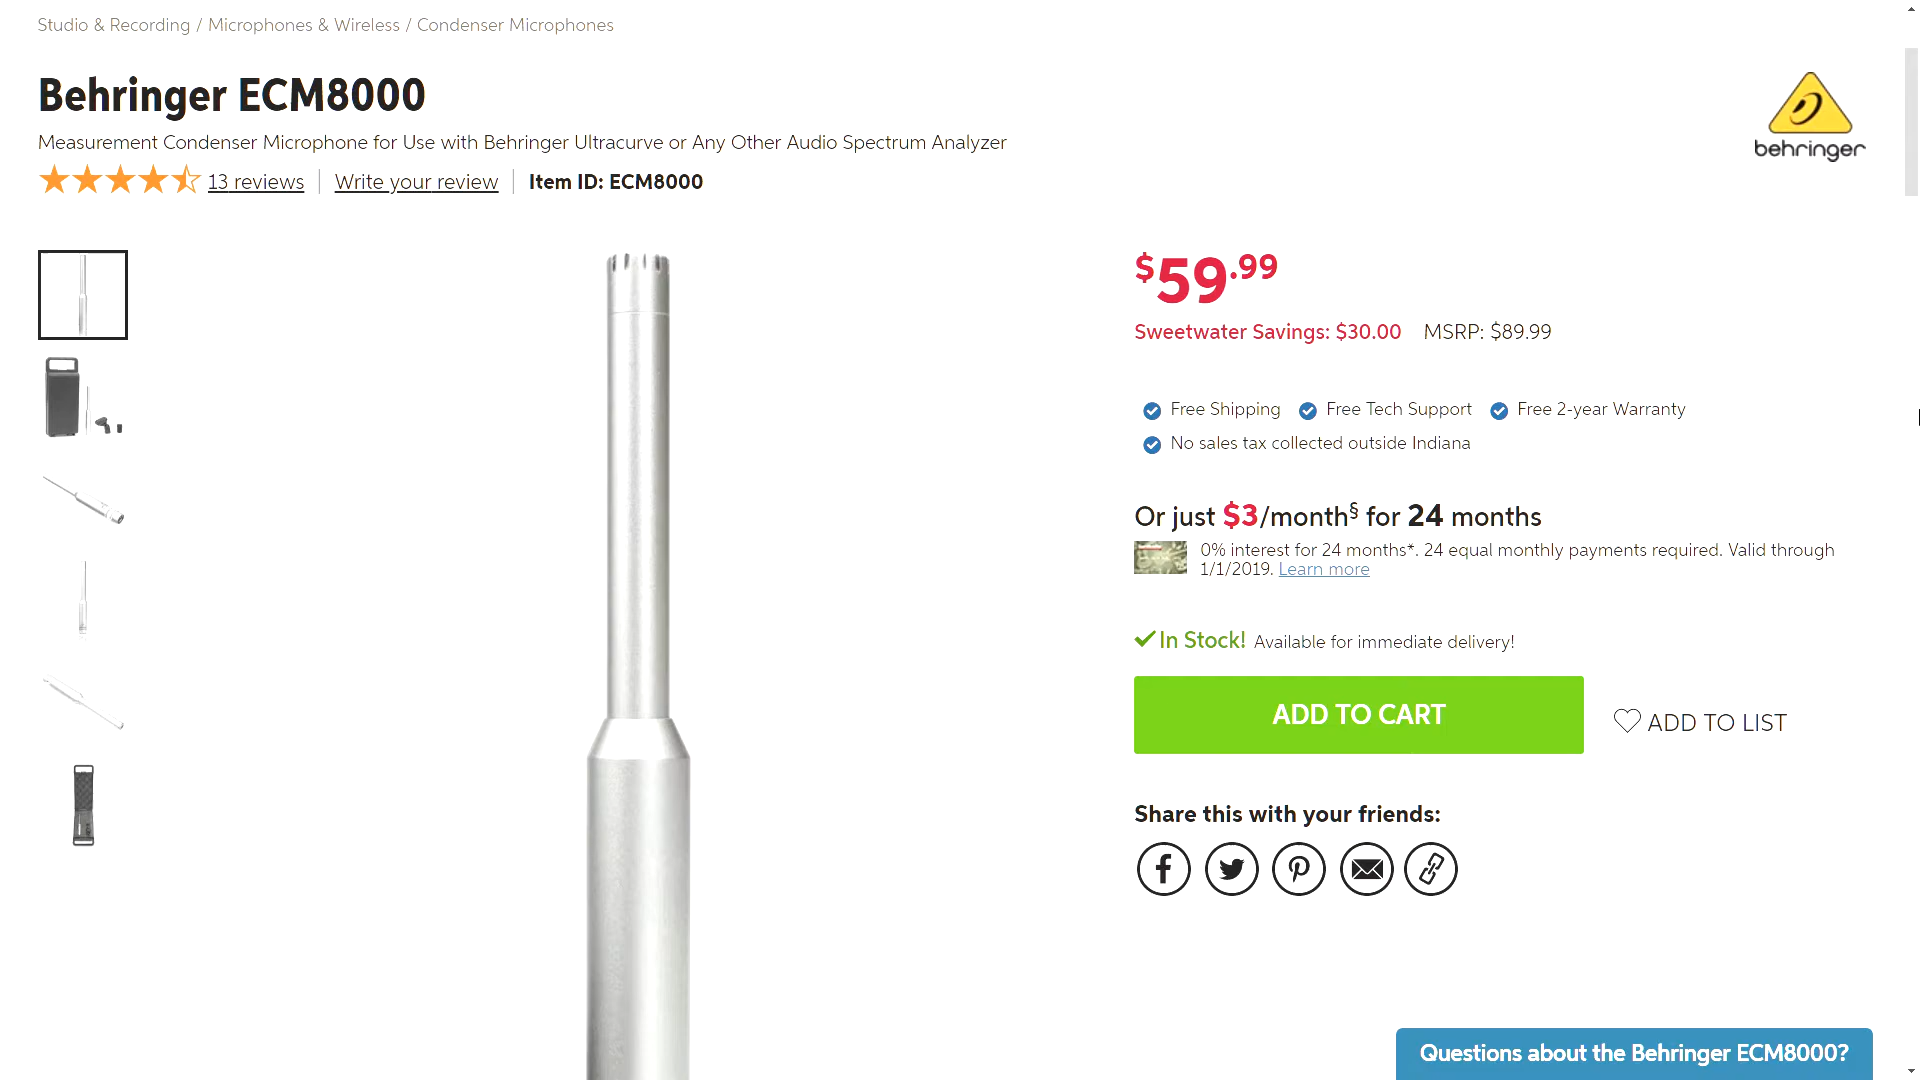 Studio & Recording / Microphones & Wireless / Condenser Microphones
Behringer ECM8000
behringer
Measurement Condenser Microphone for Use with Behringer Ultracurve or Any Other Audio Spectrum Analyzer
13 reviews | Write your review | Item ID: ECM8000
$59.99
Sweetwater Savings: $30.00 MSRP: $89.99
Free Shipping Free Tech Support Free 2-year Warranty
No sales tax collected outside Indiana
Or just $3/month§ for 24 months
0% interest for 24 months*. 24 equal monthly payments required. Valid through
1/1/2019. Learn more
In Stock! Available for immediate delivery!
ADD TO CART
ADD TO LIST
Share this with your friends:
Questions about the Behringer ECM8000?